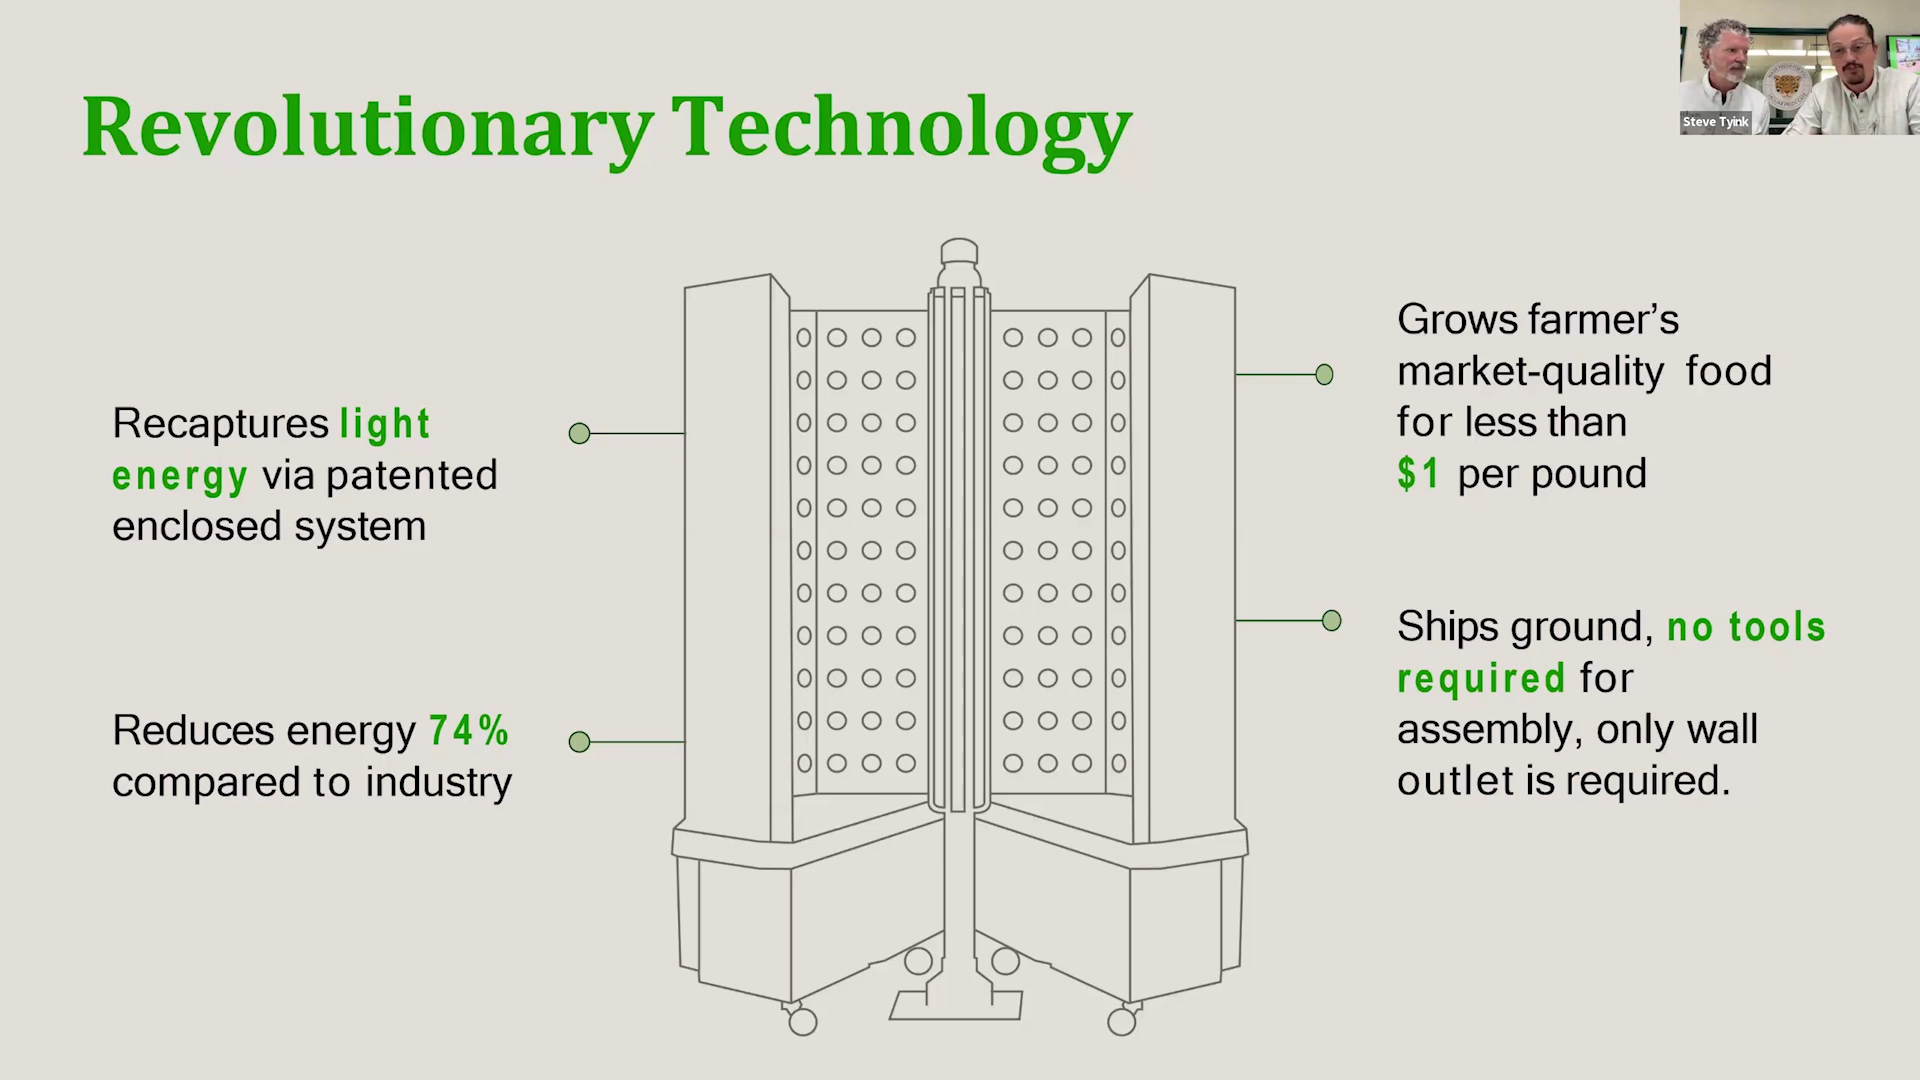 Revolutionary Technology
Steve Tyink
Recaptures light
energy via patented
enclosed system
Reduces energy 74%
compared to industry
Grows farmer’s
market-quality food
for less than
$1 per pound
Ships ground, no tools
required for
assembly, only wall
outlet is required.